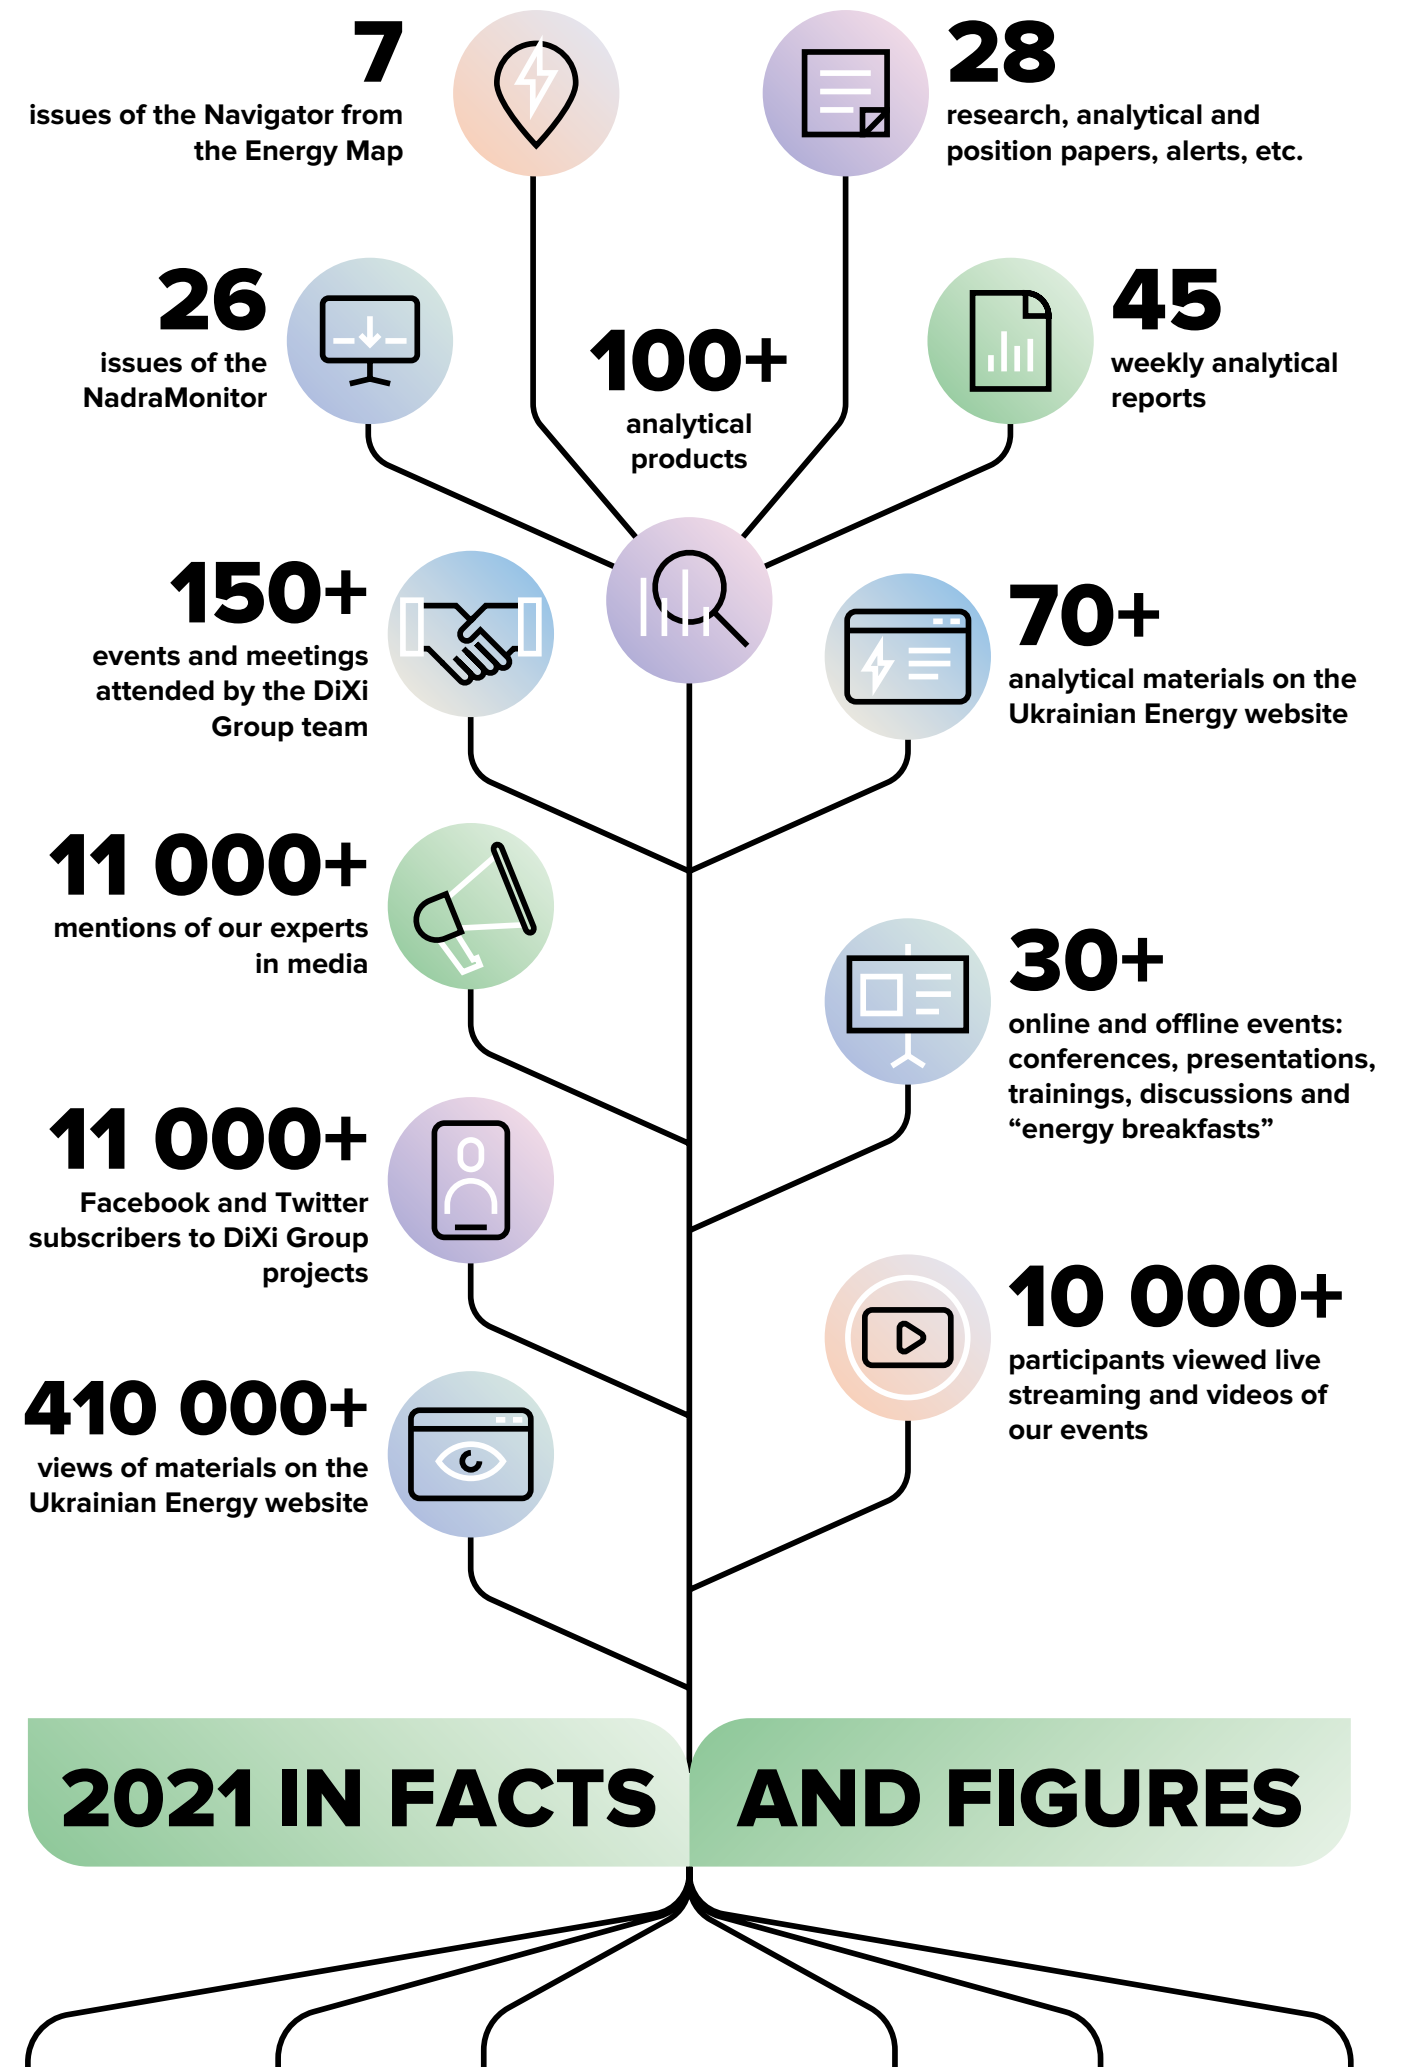 7
issues of the Navigator from
the Energy Map
28
research, analytical and
position papers, alerts, etc.
26
issues of the
NadraMonitor
100+
analytical
products
45
weekly analytical
reports
150+
events and meetings
attended by the DiXi
Group team
70+
analytical materials on the
Ukrainian Energy website
11 000+
mentions of our experts
in media
30+
online and offline events:
conferences, presentations,
trainings, discussions and
“energy breakfasts”
11 000+
Facebook and Twitter
subscribers to DiXi Group
projects
10 000+
participants viewed live
streaming and videos of
our events
410 000+
views of materials on the
Ukrainian Energy website
2021 IN FACTS AND FIGURES